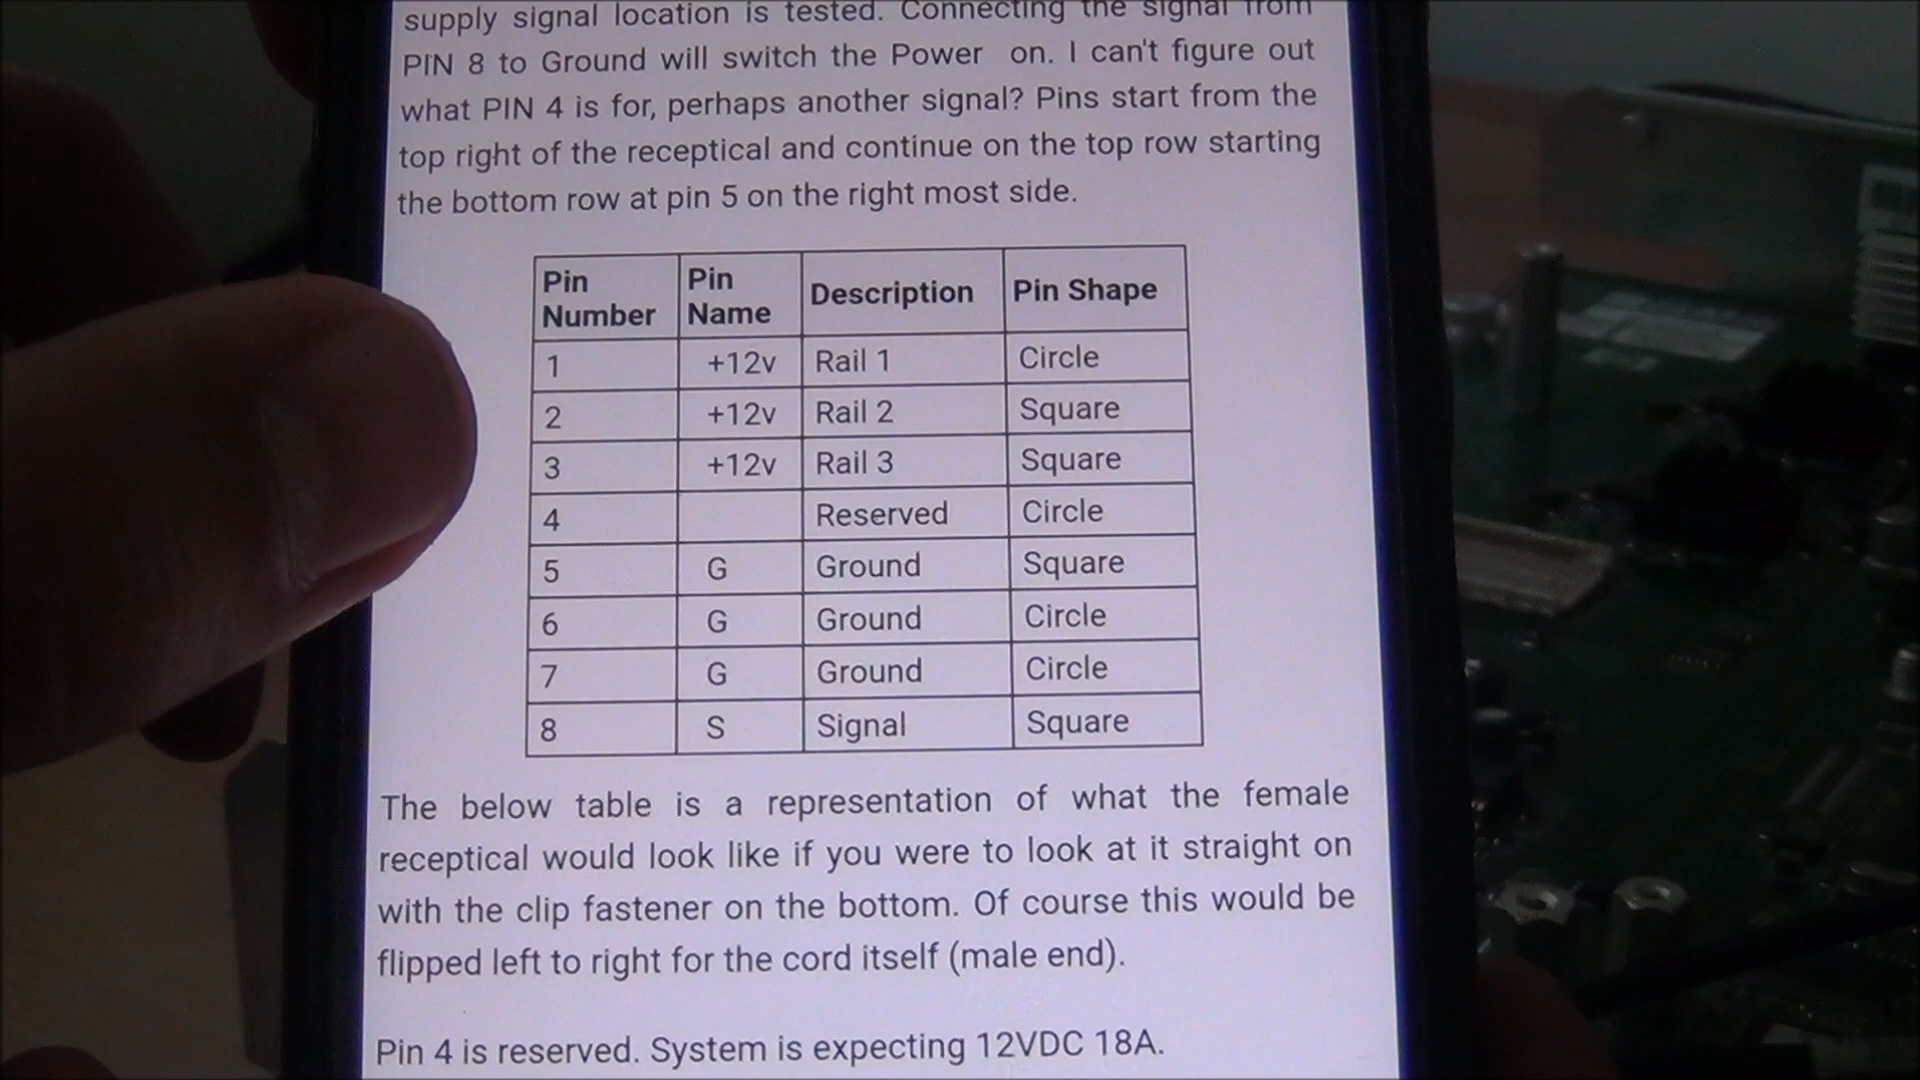 supply signal location is tested. Connecting the signal from
PIN 8 to Ground will switch the Power on. I can't figure out
what PIN 4 is for, perhaps another signal? Pins start from the
top right of the receptical and continue on the top row starting
the bottom row at pin 5 on the right most side.
Pin Number Pin Name Description Pin Shape
1 +12v Rail 1 Circle
2 +12v Rail 2 Square
3 +12v Rail 3 Square
4 Reserved Circle
5 G Ground Square
6 G Ground Circle
7 G Ground Circle
8 S Signal Square
The below table is a representation of what the female
receptical would look like if you were to look at it straight on
with the clip fastener on the bottom. Of course this would be
flipped left to right for the cord itself (male end).
Pin 4 is reserved. System is expecting 12VDC 18A.